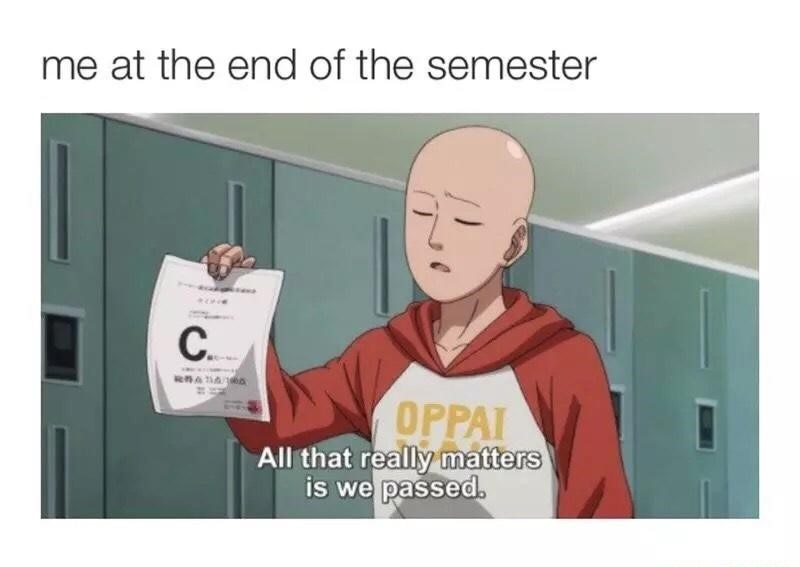 me at the end of the semester
C
OPPAI
All that really matters
is we passed.